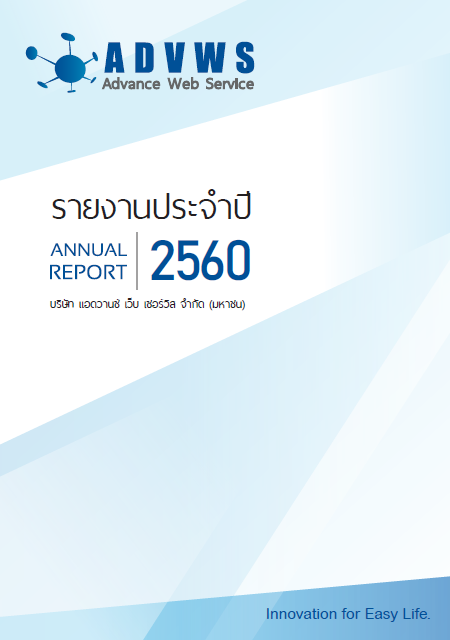 ADVWS
Advance Web Service
รายงานประจำปี
ANNUAL
REPORT
2560
บริษัท แอดวานซ์ เว็บ เซอร์วิส จำกัด (มหาชน)
Innovation for Easy Life.